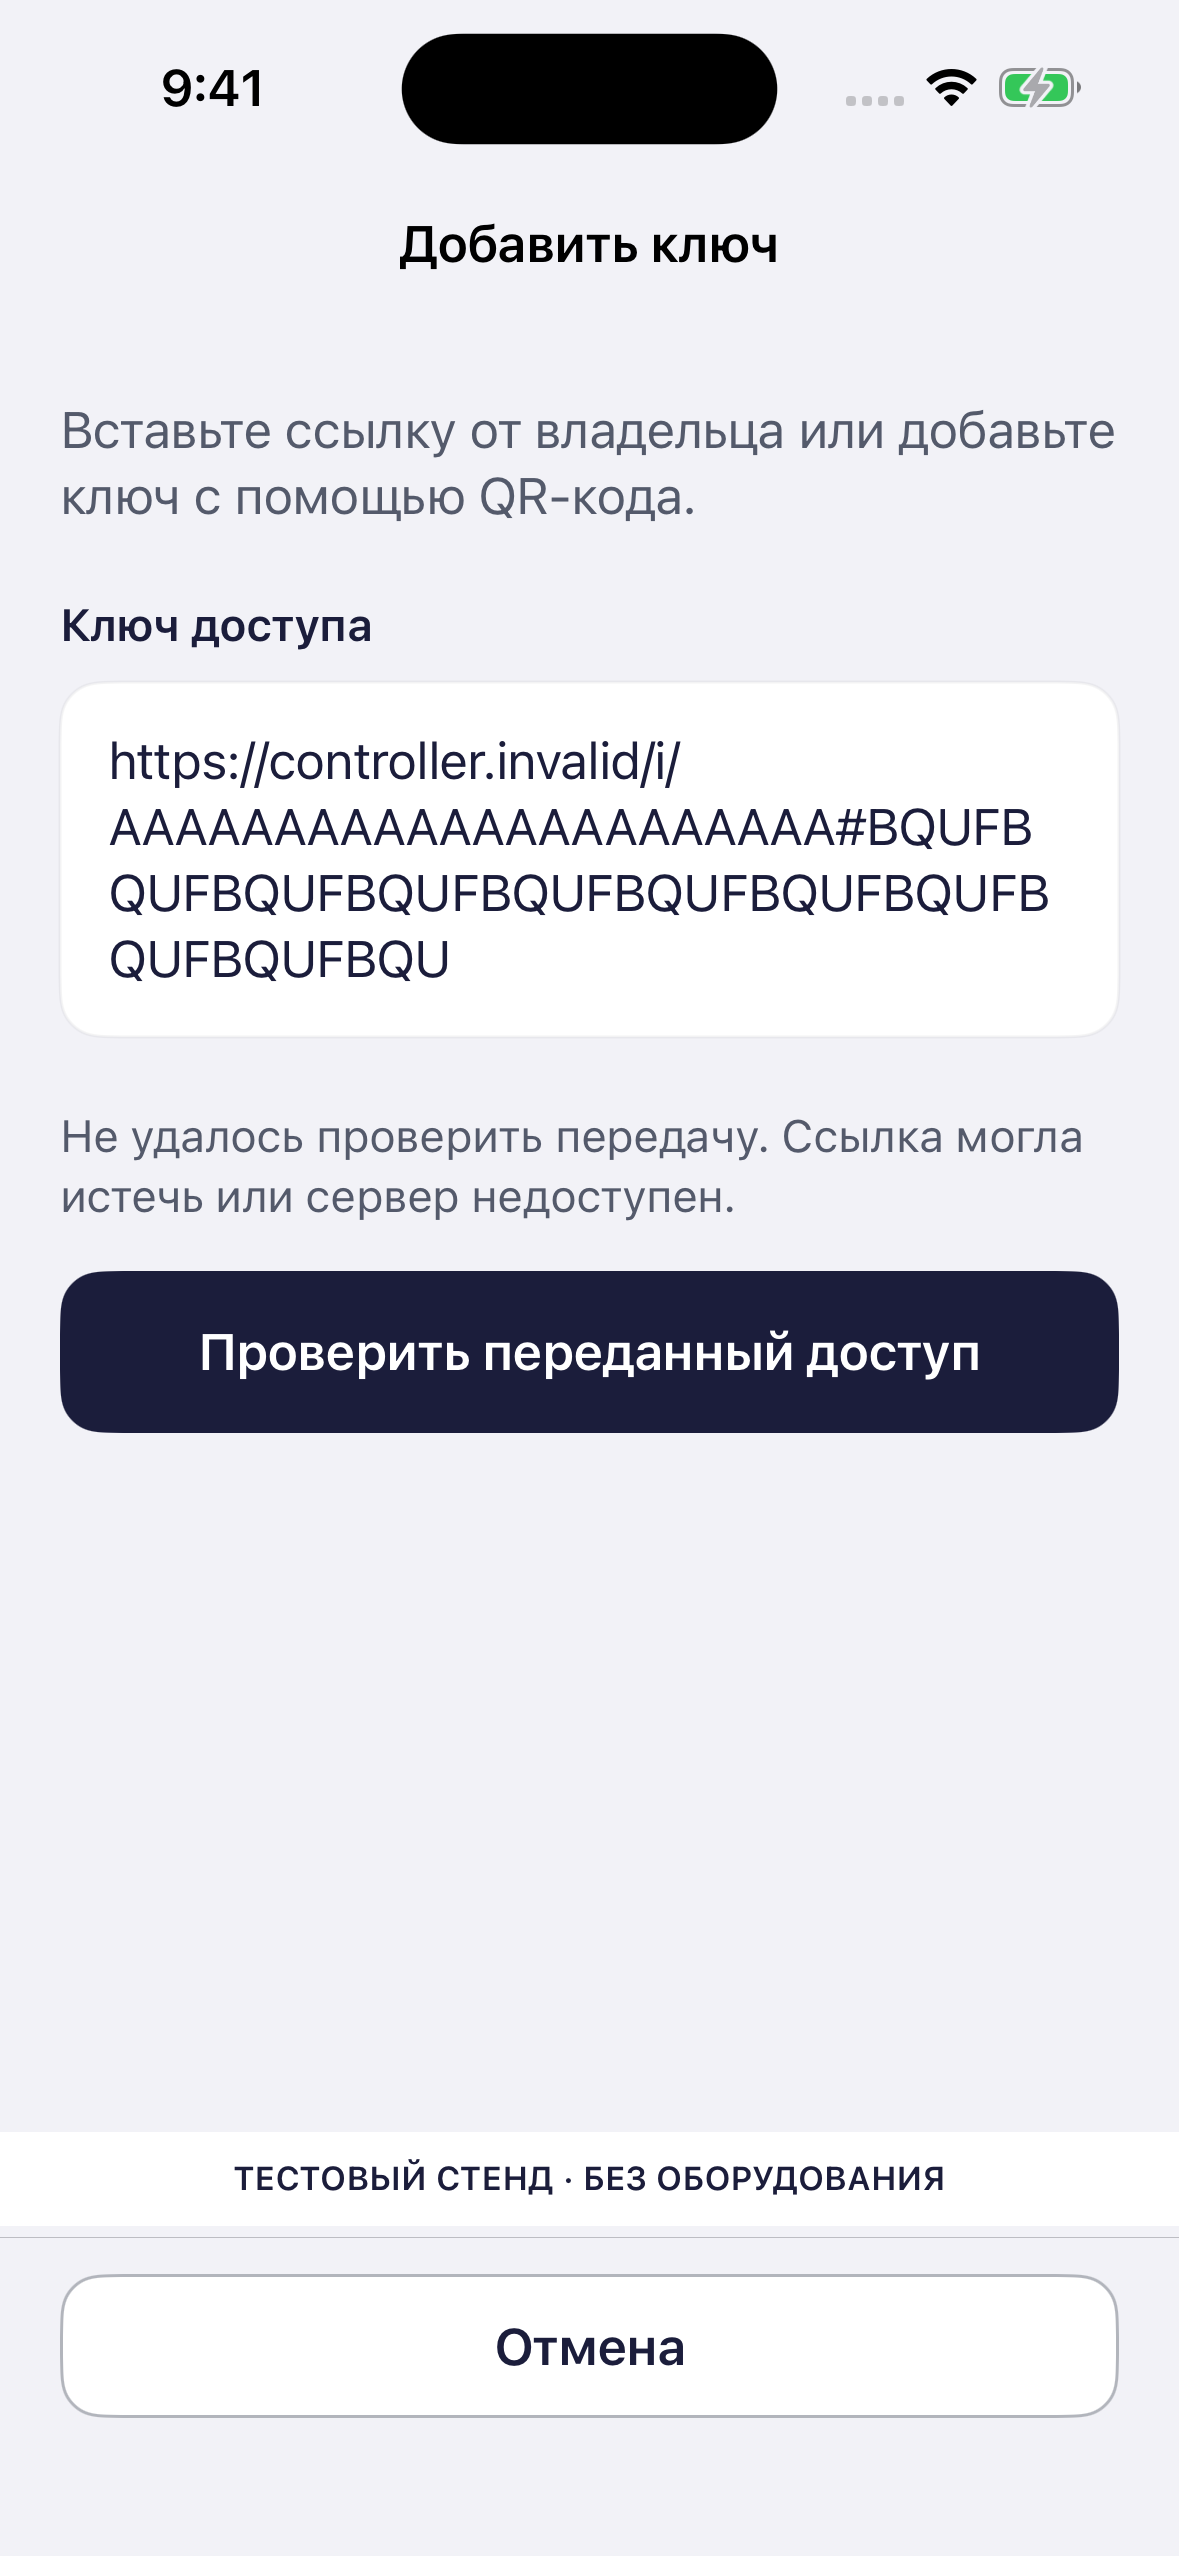 9:41
Добавить ключ
Вставьте ссылку от владельца или добавьте
ключ с помощью QR-кода.
Ключ доступа
https://controller.invalid/i/
AAAAAAAAAAAAAAAAAAAAAA#BQUFB
QUFBQUFBQUFBQUFBQUFBQUFBQUFB
QUFBQUFBQU
Не удалось проверить передачу. Ссылка могла
истечь или сервер недоступен.
Проверить переданный доступ
ТЕСТОВЫЙ СТЕНД · БЕЗ ОБОРУДОВАНИЯ
Отмена